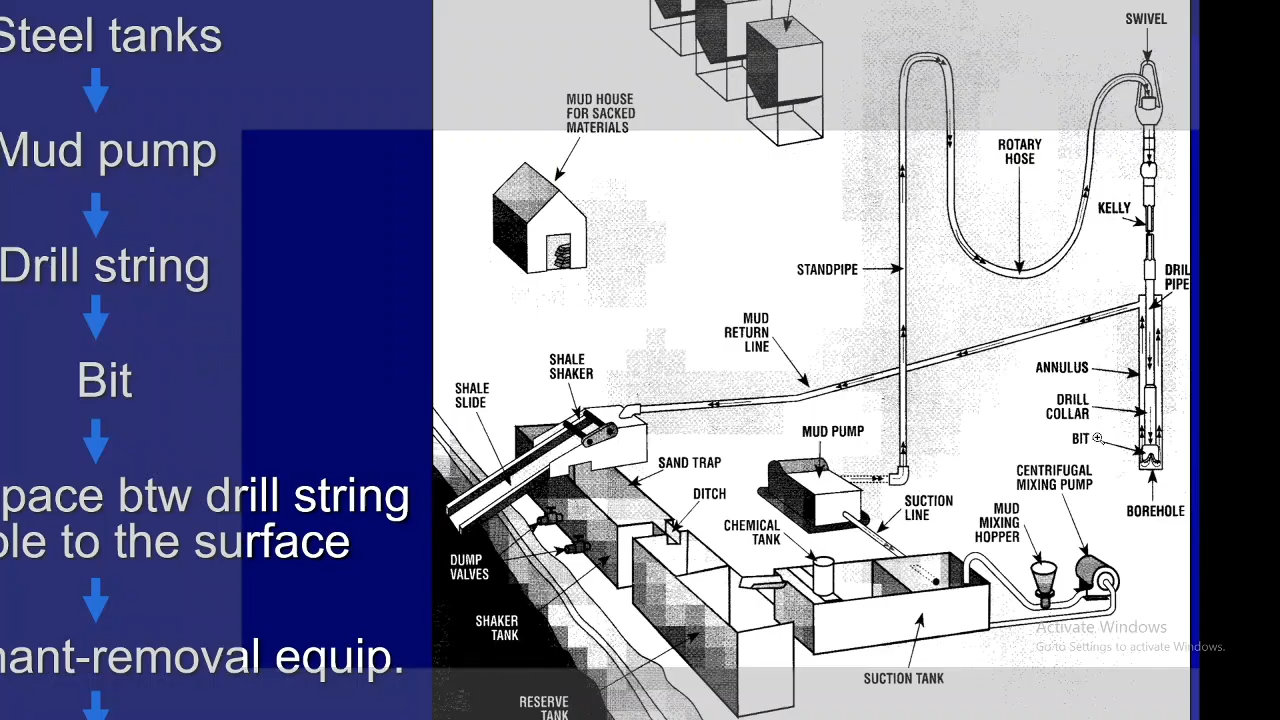 Steel tanks
Mud pump
Drill string
Bit
pace btw drill string
ole to the surface
nant-removal equip.
SWIVEL
MUD HOUSE
FOR SACKED
MATERIALS
ROTARY
HOSE
KELLY
STANDPIPE
DRIL
PIPE
MUD
RETURN
LINE
SHALE
SHAKER
SHALE
SLIDE
ANNULUS
DRILL
COLLAR
BIT
MUD PUMP
SAND TRAP
CENTRIFUGAL
MIXING PUMP
DITCH
SUCTION
LINE
MUD
MIXING
HOPPER
BOREHOLE
CHEMICAL
TANK
DUMP
VALVES
SHAKER
TANK
Activate Windows
Go to Settings to activate Windows.
SUCTION TANK
RESERVE
TANK